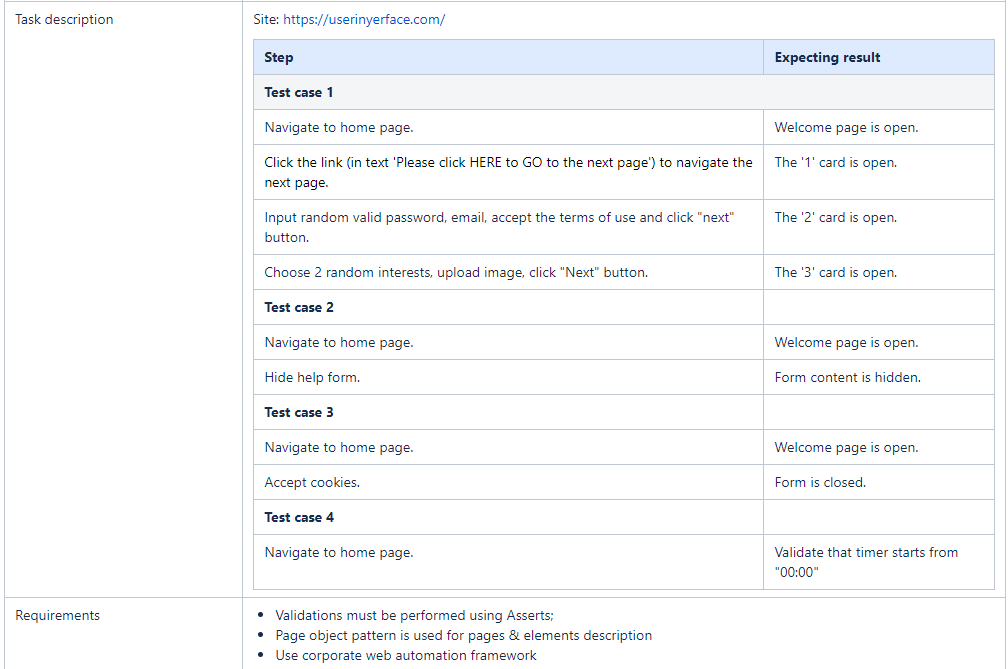 Task description
Site: https://userinyerface.com/
Step
Expecting result
Test case 1
Navigate to home page.
Welcome page is open.
Click the link (in text 'Please click HERE to GO to the next page') to navigate the
next page.
The '1' card is open.
Input random valid password, email, accept the terms of use and click "next"
button.
The '2' card is open.
Choose 2 random interests, upload image, click "Next" button.
The '3' card is open.
Test case 2
Navigate to home page.
Welcome page is open.
Hide help form.
Form content is hidden.
Test case 3
Navigate to home page.
Welcome page is open.
Accept cookies.
Form is closed.
Test case 4
Navigate to home page.
Validate that timer starts from
"00:00"
Requirements
• Validations must be performed using Asserts;
• Page object pattern is used for pages & elements description
• Use corporate web automation framework